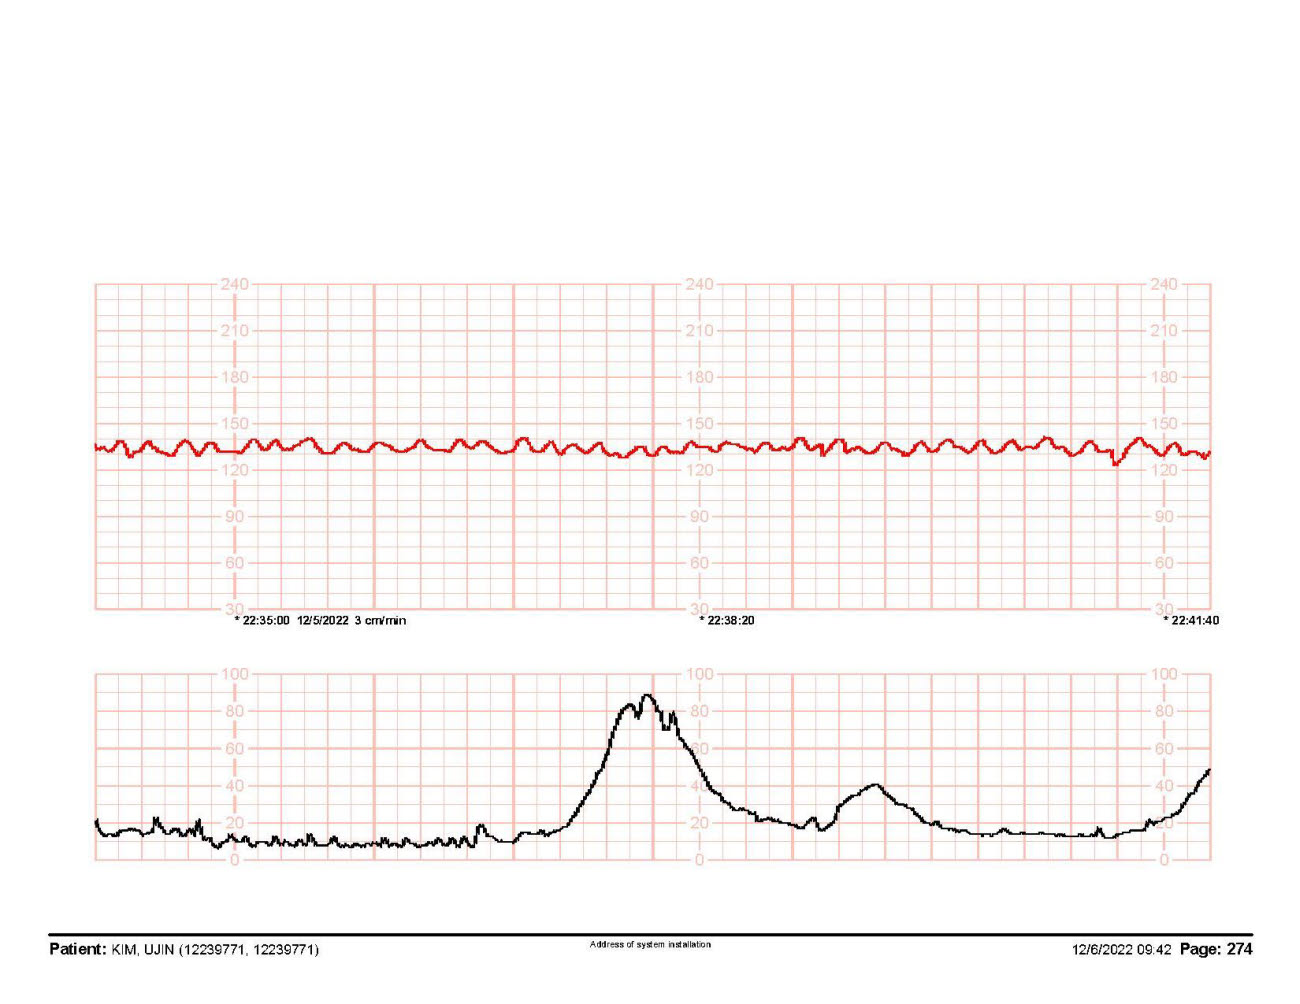 240 240 240
210 210 210
180 180 180
150 150 150
120 120 120
90 90 90
60 60 60
30 30 30
* 22:35:00 12/5/2022 3 cm/min * 22:38:20 * 22:41:40
100 100 100
80 80 80
60 60 60
40 40 40
20 20 20
0 0 0
Patient: KIM, UJIN (12239771, 12239771) Address of system installation 12/6/2022 09:42 Page: 274